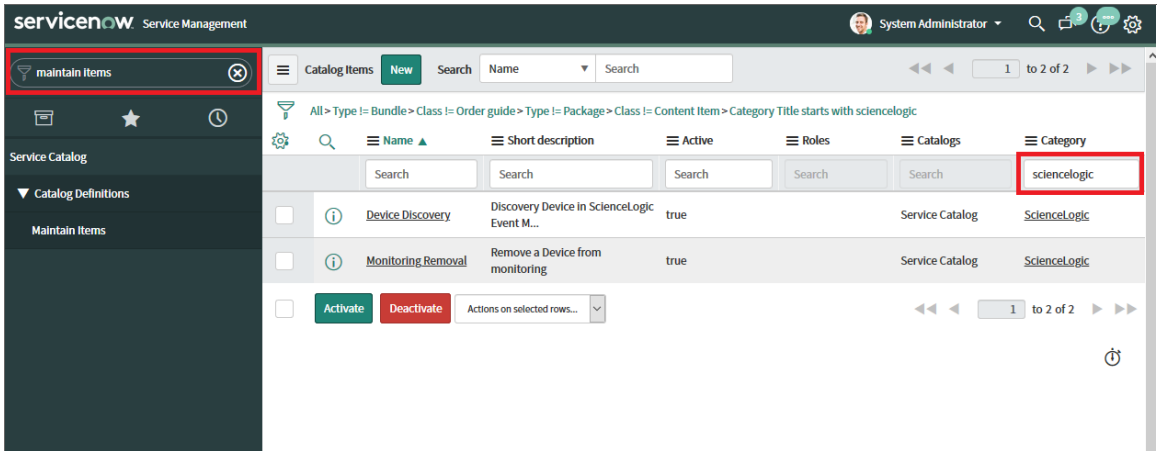 servicenow. Service Management
System Administrator
3
maintain items
Catalog Items New Search Name Search 1 to 2 of 2
All > Type != Bundle > Class != Order guide > Type != Package > Class != Content Item > Category Title starts with sciencelogic
Name Short description Active Roles Catalogs Category
Service Catalog
Search Search Search Search Search sciencelogic
Catalog Definitions
Device Discovery Discovery Device in ScienceLogic Event M... true Service Catalog ScienceLogic
Maintain Items
Monitoring Removal Remove a Device from monitoring true Service Catalog ScienceLogic
Activate Deactivate Actions on selected rows... 1 to 2 of 2